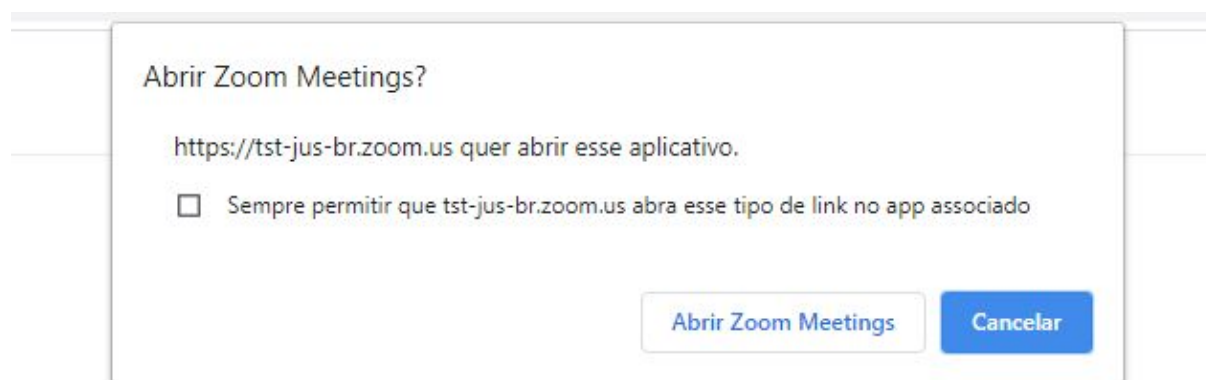 Abrir Zoom Meetings?
https://tst-jus-br.zoom.us quer abrir esse aplicativo.
Sempre permitir que tst-jus-br.zoom.us abra esse tipo de link no app associado
Abrir Zoom Meetings Cancelar